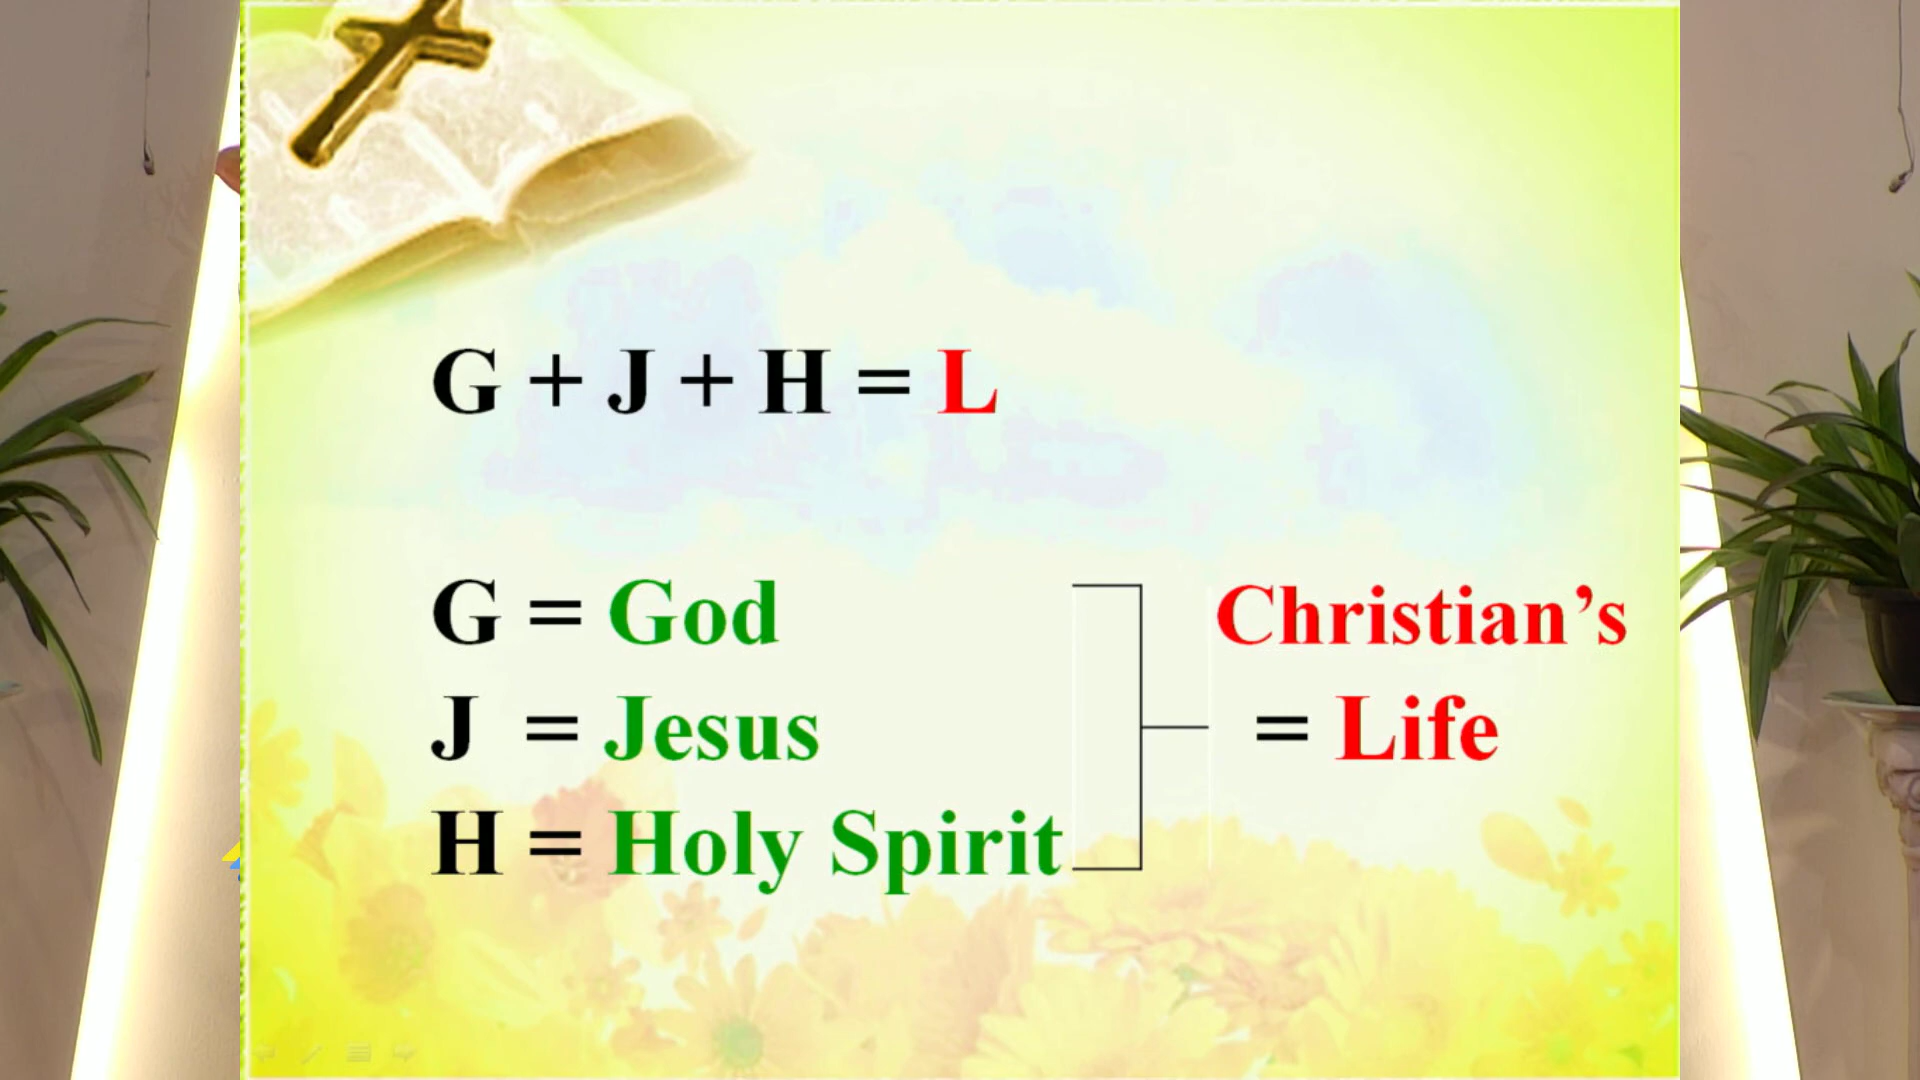 G + J + H = L
G = God
J = Jesus
H = Holy Spirit
Christian’s
= Life